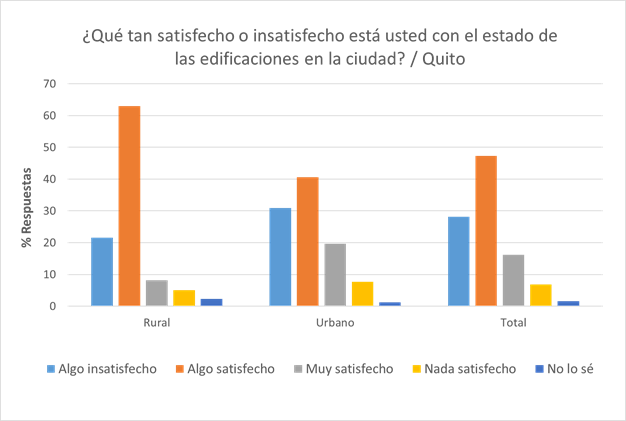 ¿Qué tan satisfecho o insatisfecho está usted con el estado de
las edificaciones en la ciudad? / Quito
70
60
50
40
30
20
10
0
% Respuestas
Rural Urbano Total
Algo insatisfecho Algo satisfecho Muy satisfecho Nada satisfecho No lo sé